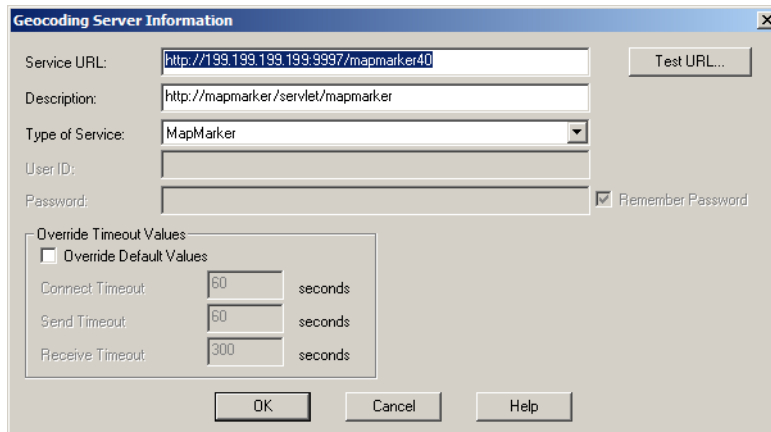 Geocoding Server Information
Service URL: http://199.199.199.199:9997/mapmarker40 Test URL...
Description: http://mapmarker/servlet/mapmarker
Type of Service: MapMarker
User ID:
Password: Remember Password
Override Timeout Values
Override Default Values
Connect Timeout 60 seconds
Send Timeout 60 seconds
Receive Timeout 300 seconds
OK Cancel Help